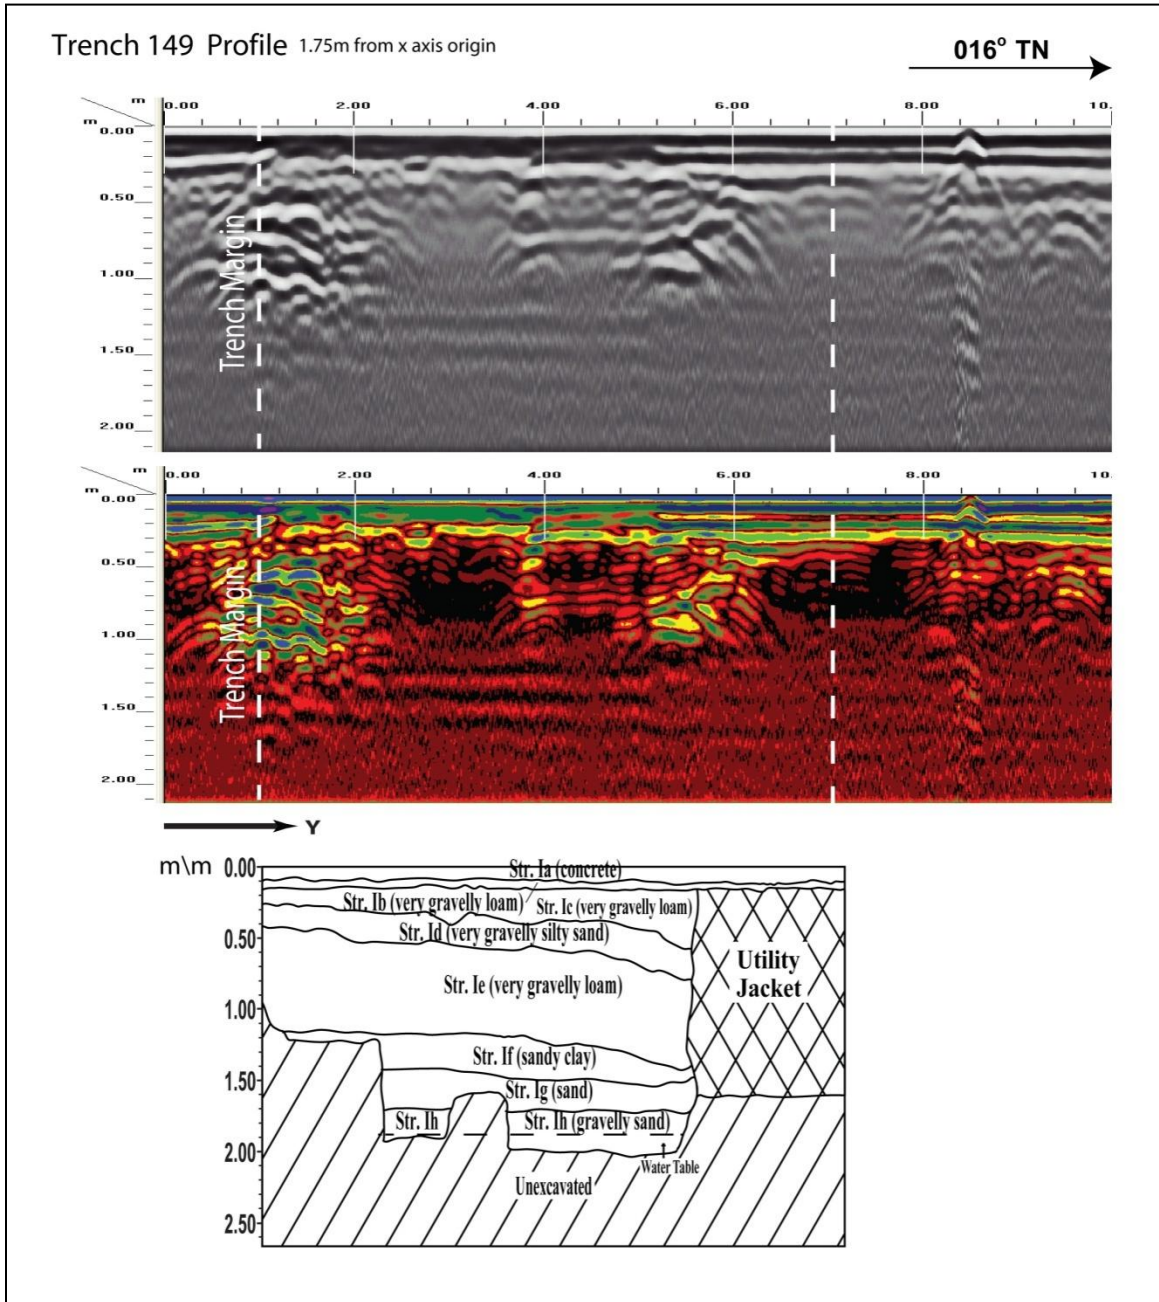 Trench 149 Profile 1.75m from x axis origin
016° TN
m 0.00 2.00 4.00 6.00 8.00 10.
m
0.00
0.50
1.00
1.50
2.00
Trench Margin
m 0.00 2.00 4.00 6.00 8.00 10.
m
0.00
0.50
1.00
1.50
2.00
Trench Margin
Y
m\m
0.00
0.50
1.00
1.50
2.00
2.50
Str. Ia (concrete)
Str. Ib (very gravelly loam)
Str. Ic (very gravelly loam)
Str. Id (very gravelly silty sand)
Str. Ie (very gravelly loam)
Utility
Jacket
Str. If (sandy clay)
Str. Ig (sand)
Str. Ih
Str. Ih (gravelly sand)
Water Table
Unexcavated